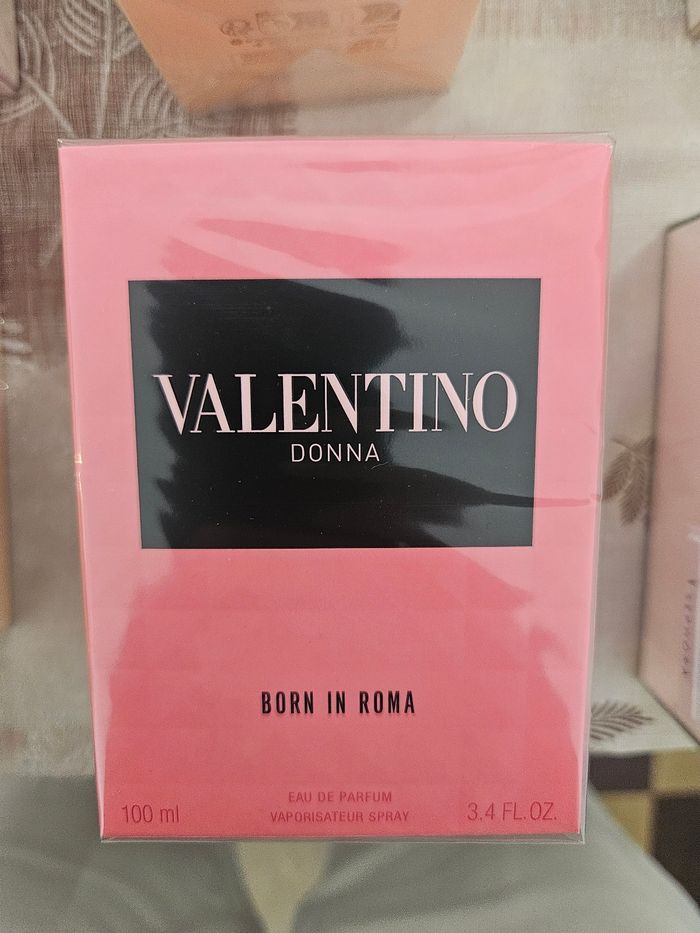 VALENTINO
DONNA
BORN IN ROMA
EAU DE PARFUM
100 ml
VAPORISATEUR SPRAY
3.4 FL.OZ.